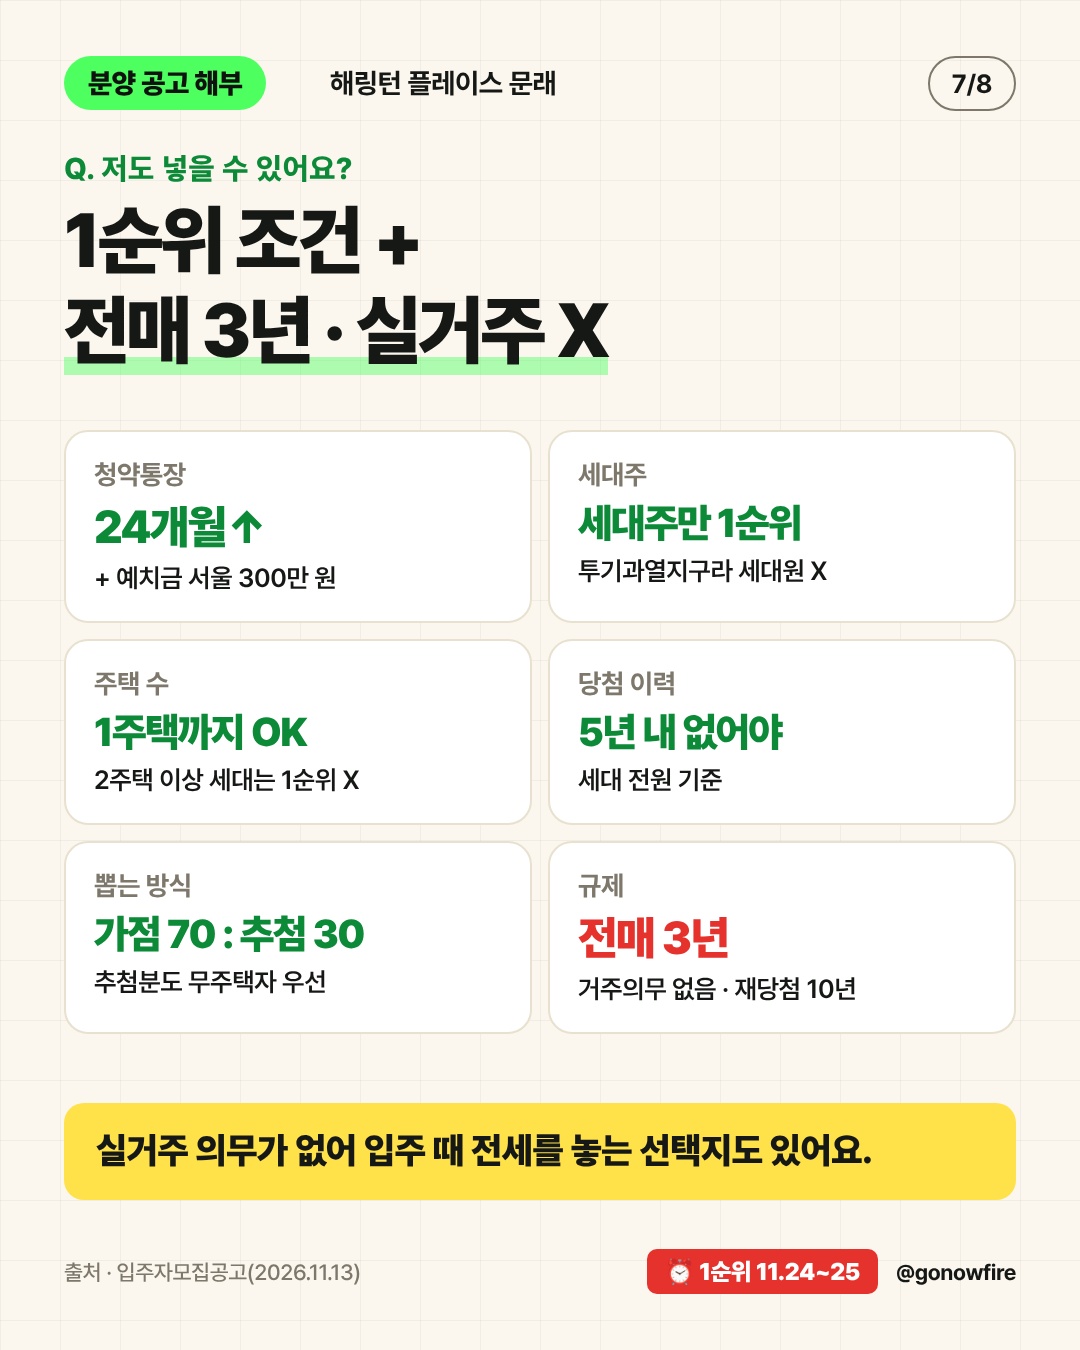 분양 공고 해부
해링턴 플레이스 문래
7/8
Q. 저도 넣을 수 있어요?
1순위 조건 +
전매 3년 · 실거주 X
청약통장
24개월↑
+ 예치금 서울 300만 원
세대주
세대주만 1순위
투기과열지구라 세대원 X
주택 수
1주택까지 OK
2주택 이상 세대는 1순위 X
당첨 이력
5년 내 없어야
세대 전원 기준
뽑는 방식
가점 70 : 추첨 30
추첨분도 무주택자 우선
규제
전매 3년
거주의무 없음 · 재당첨 10년
실거주 의무가 없어 입주 때 전세를 놓는 선택지도 있어요.
출처 · 입주자모집공고(2026.11.13)
⏰ 1순위 11.24~25
@gonowfire